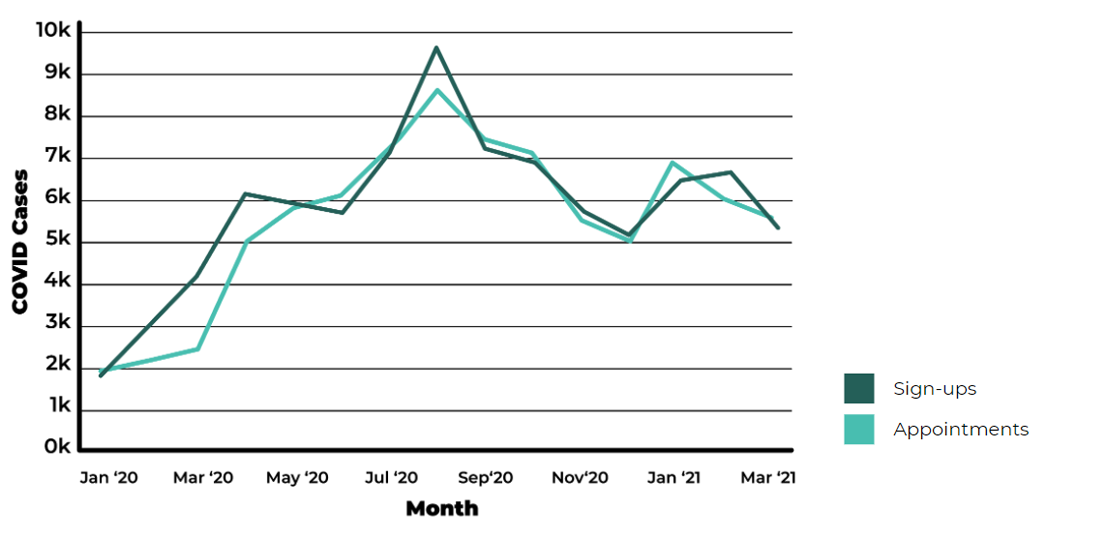 10k
9k
8k
7k
6k
5k
4k
3k
2k
1k
0k
COVID Cases
Jan ‘20 Mar ‘20 May ‘20 Jul ‘20 Sep‘20 Nov‘20 Jan ‘21 Mar ‘21
Month
Sign-ups
Appointments